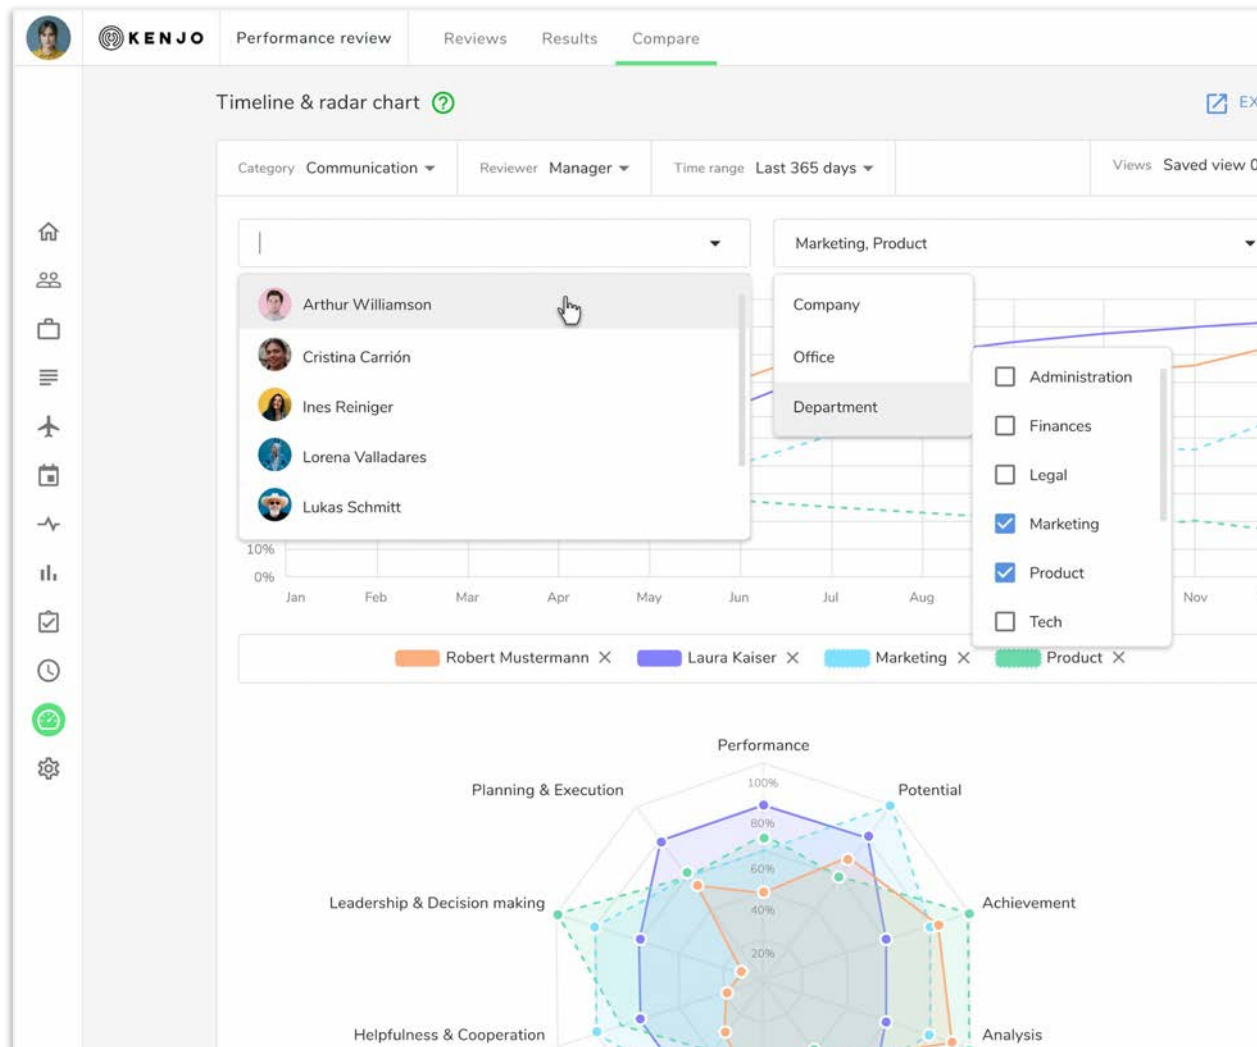 KENJO
Performance review
Reviews
Results
Compare
Timeline & radar chart
EX
Category Communication
Reviewer Manager
Time range Last 365 days
Views Saved view 0
Marketing, Product
Arthur Williamson
Cristina Carrión
Ines Reiniger
Lorena Valladares
Lukas Schmitt
Company
Office
Department
Administration
Finances
Legal
Marketing
Product
Tech
10%
0%
Jan
Feb
Mar
Apr
May
Jun
Jul
Aug
Nov
Robert Mustermann
Laura Kaiser
Marketing
Product
Performance
Planning & Execution
Potential
100%
80%
60%
40%
20%
Leadership & Decision making
Achievement
Helpfulness & Cooperation
Analysis